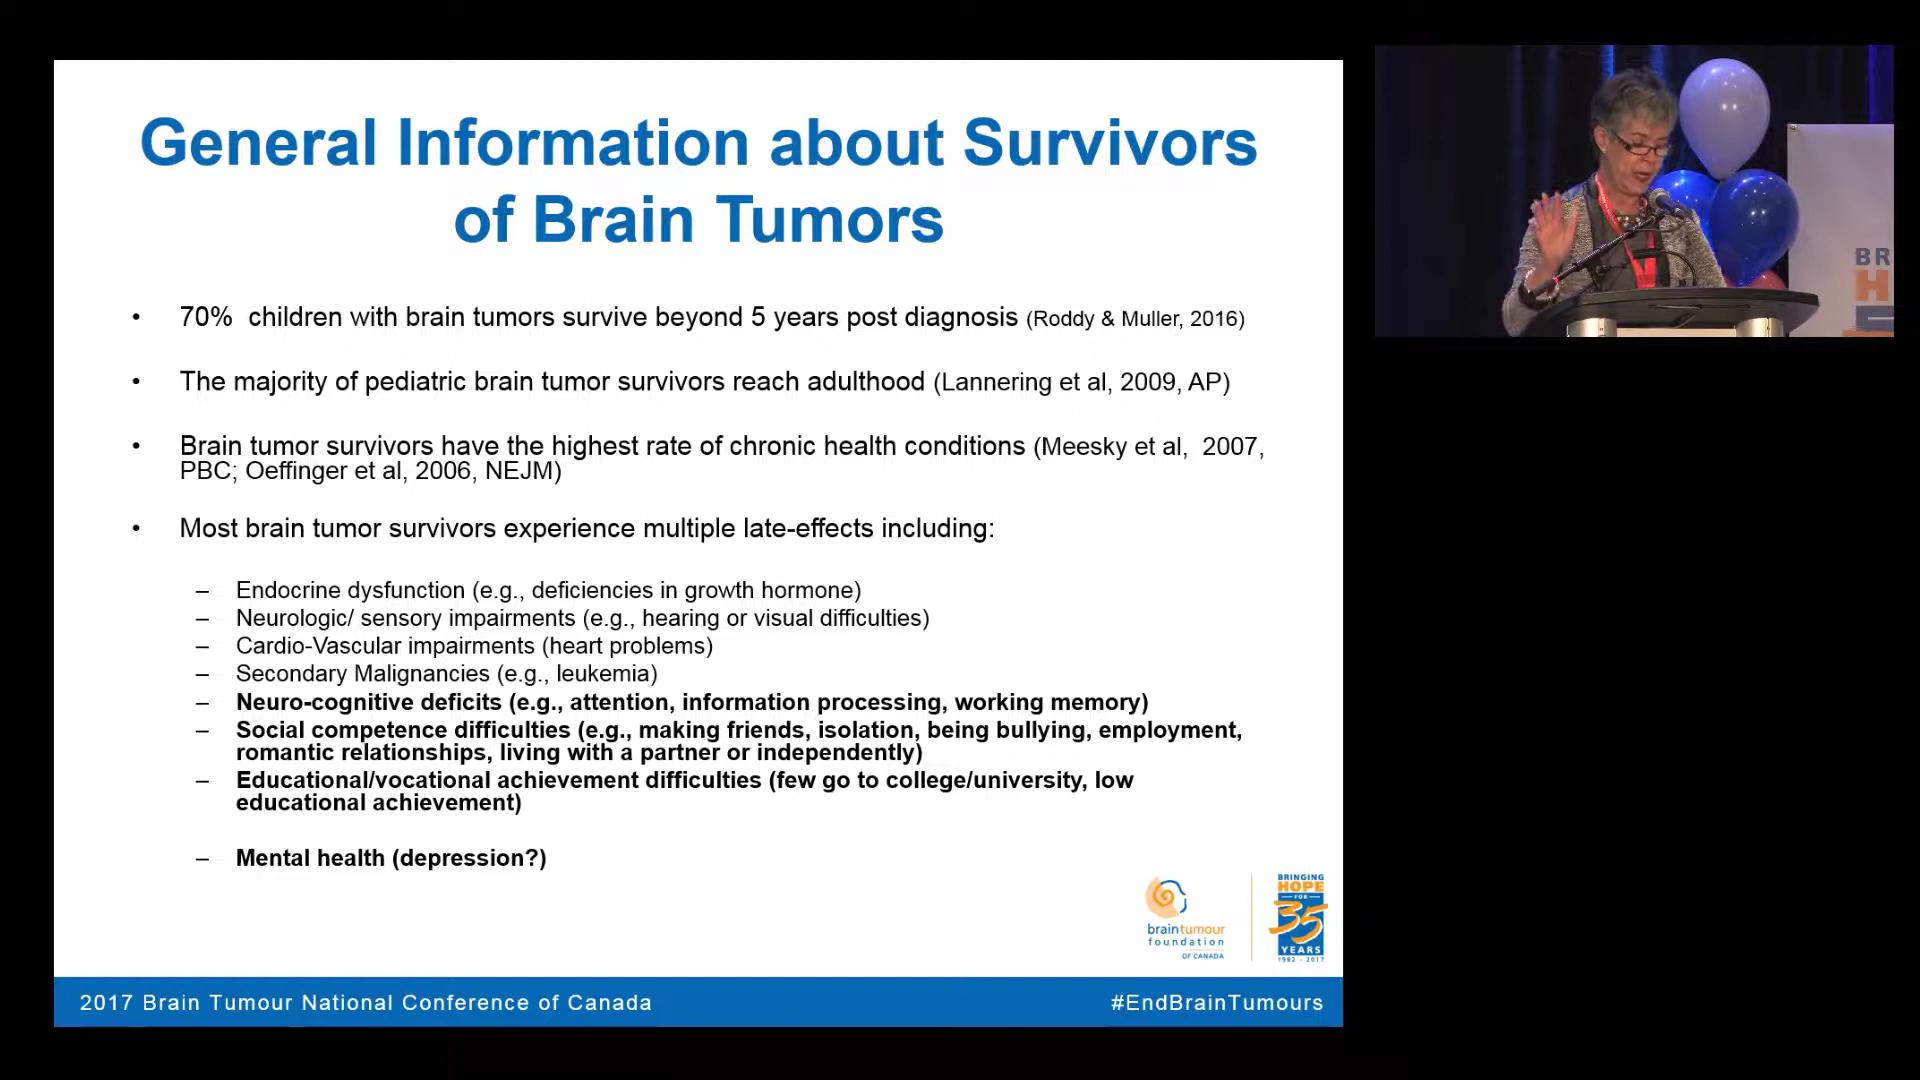 General Information about Survivors
of Brain Tumors
• 70% children with brain tumors survive beyond 5 years post diagnosis (Roddy & Muller, 2016)
• The majority of pediatric brain tumor survivors reach adulthood (Lannering et al, 2009, AP)
• Brain tumor survivors have the highest rate of chronic health conditions (Meesky et al, 2007,
PBC; Oeffinger et al, 2006, NEJM)
• Most brain tumor survivors experience multiple late-effects including:
– Endocrine dysfunction (e.g., deficiencies in growth hormone)
– Neurologic/ sensory impairments (e.g., hearing or visual difficulties)
– Cardio-Vascular impairments (heart problems)
– Secondary Malignancies (e.g., leukemia)
– Neuro-cognitive deficits (e.g., attention, information processing, working memory)
– Social competence difficulties (e.g., making friends, isolation, being bullying, employment,
romantic relationships, living with a partner or independently)
– Educational/vocational achievement difficulties (few go to college/university, low
educational achievement)
– Mental health (depression?)
braintumour
foundation
OF CANADA
BRINGING
HOPE
FOR
35
YEARS
1982 - 2017
2017 Brain Tumour National Conference of Canada
#EndBrainTumours
BR
H